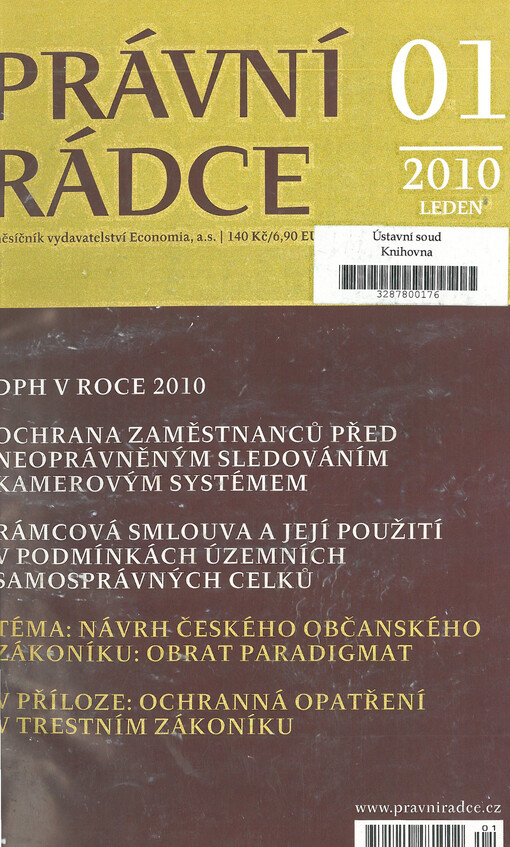 PRÁVNÍ
RÁDCE
01
2010
LEDEN
ěsíčník vydavatelství Economia, a.s. | 140 Kč/6,90 EU
Ústavní soud
Knihovna
3287800176
DPH V ROCE 2010
OCHRANA ZAMĚSTNANCŮ PŘED
NEOPRÁVNĚNÝM SLEDOVÁNÍM
KAMEROVÝM SYSTÉMEM
RÁMCOVÁ SMLOUVA A JEJÍ POUŽITÍ
V PODMÍNKÁCH ÚZEMNÍCH
SAMOSPRÁVNÝCH CELKŮ
TÉMA: NÁVRH ČESKÉHO OBČANSKÉHO
ZÁKONÍKU: OBRAT PARADIGMAT
V PŘÍLOZE: OCHRANNÁ OPATŘENÍ
V TRESTNÍM ZÁKONÍKU
www.pravniradce.cz
01